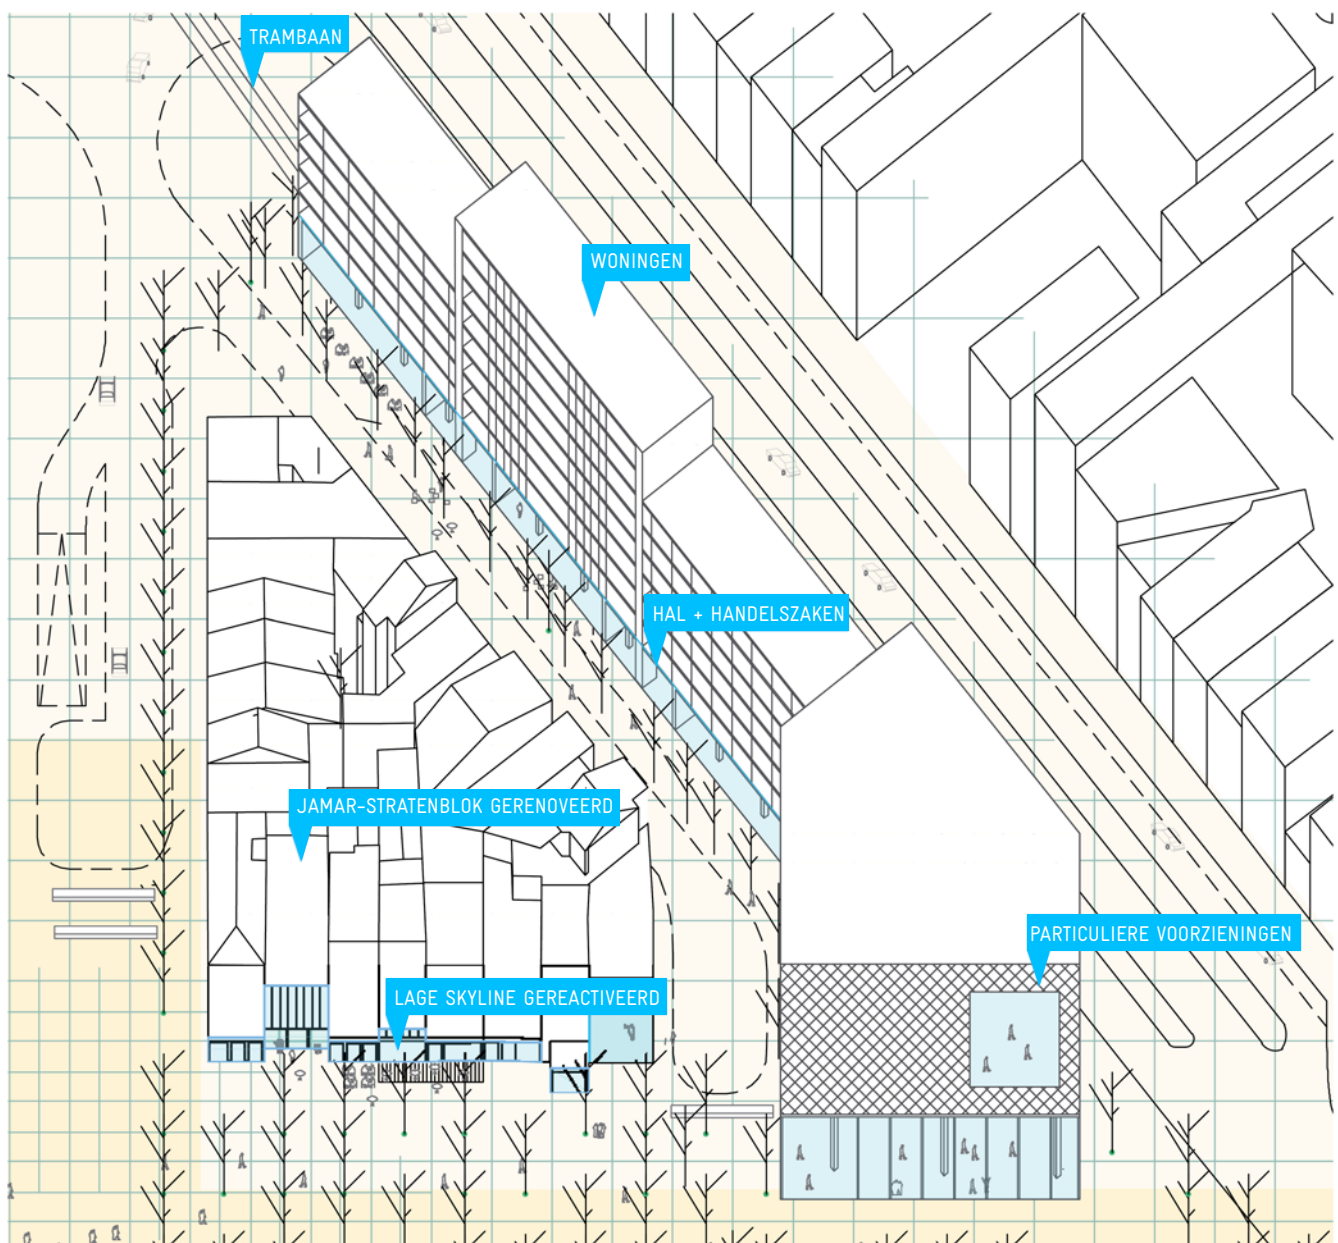 TRAMBAAN
WONINGEN
HAL + HANDELSZAKEN
JAMAR-STRATENBLOK GERENOVEERD
PARTICULIERE VOORZIENINGEN
LAGE SKYLINE GEREACTIVEERD